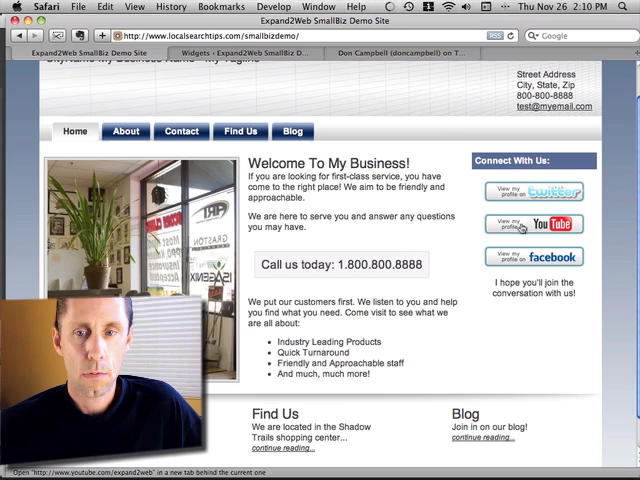 Safari File Edit View History Bookmarks Develop Window Help
Thu Nov 26 2:10 PM
Expand2Web SmallBiz Demo Site
http://www.localsearchtips.com/smallbizdemo/
RSS
Google
Expand2Web SmallBiz Demo Site
Widgets ‹ Expand2Web SmallBiz D...
Don Campbell (doncampbell) on T...
Street Address
City, State, Zip
800-800-8888
test@myemail.com
Home About Contact Find Us Blog
Welcome To My Business!
If you are looking for first-class service, you have
come to the right place! We aim to be friendly and
approachable.
We are here to serve you and answer any questions
you may have.
Call us today: 1.800.800.8888
We put our customers first. We listen to you and help
you find what you need. Come visit to see what we
are all about:
Industry Leading Products
Quick Turnaround
Friendly and Approachable staff
And much, much more!
Connect With Us:
View my
profile on
twitter
View my
profile
YouTube
View my
profile on
facebook
I hope you'll join the
conversation with us!
ART
GRASTON
ISAGENIX
Find Us
We are located in the Shadow
Trails shopping center...
continue reading...
Blog
Join in on our blog!
continue reading...
Open "http://www.youtube.com/expand2web" in a new tab behind the current one